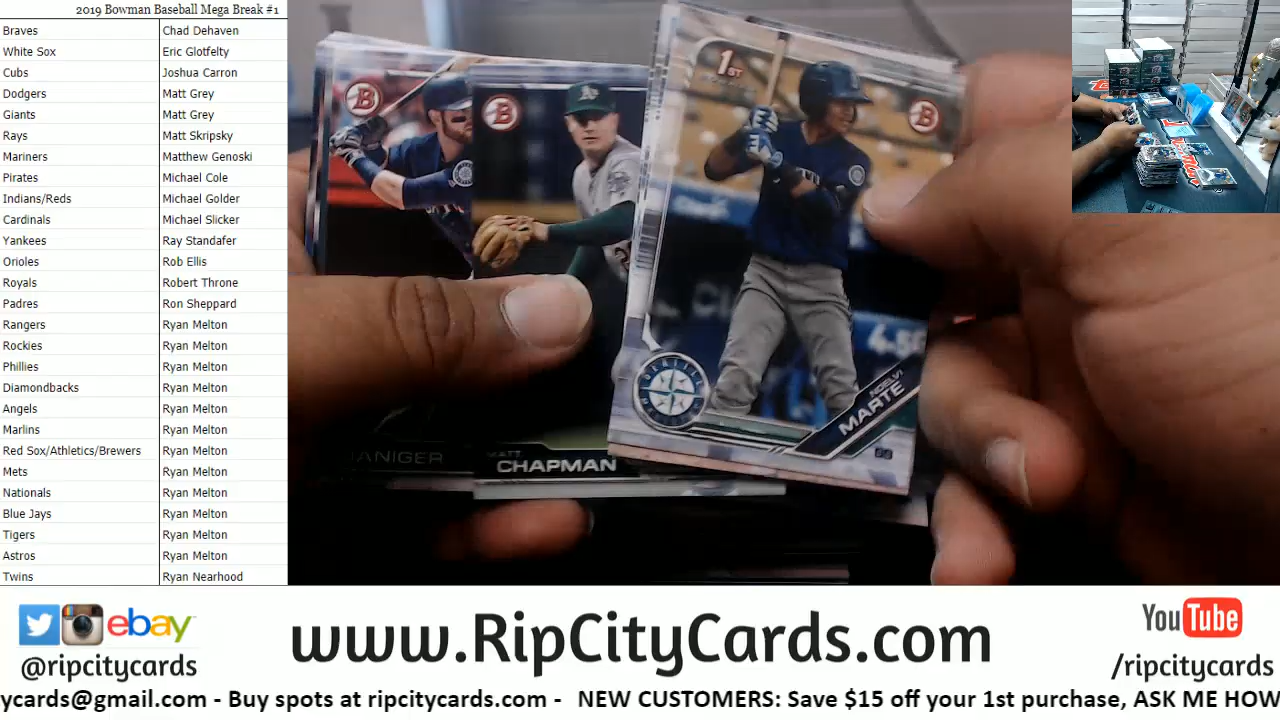 2019 Bowman Baseball Mega Break #1
Braves Chad Dehaven
White Sox Eric Glotfelty
Cubs Joshua Carron
Dodgers Matt Grey
Giants Matt Grey
Rays Matt Skripsky
Mariners Matthew Genoski
Pirates Michael Cole
Indians/Reds Michael Golder
Cardinals Michael Slicker
Yankees Ray Standafer
Orioles Rob Ellis
Royals Robert Throne
Padres Ron Sheppard
Rangers Ryan Melton
Rockies Ryan Melton
Phillies Ryan Melton
Diamondbacks Ryan Melton
Angels Ryan Melton
Marlins Ryan Melton
Red Sox/Athletics/Brewers Ryan Melton
Mets Ryan Melton
Nationals Ryan Melton
Blue Jays Ryan Melton
Tigers Ryan Melton
Astros Ryan Melton
Twins Ryan Nearhood
B
B
A's
1ST
B
4.5G
SEATTLE
NOELVI
MARTE
ANIGER
MATT
CHAPMAN
ebay
@ripcitycards
www.RipCityCards.com
YouTube
/ripcitycards
ycards@gmail.com - Buy spots at ripcitycards.com - NEW CUSTOMERS: Save $15 off your 1st purchase, ASK ME HOW